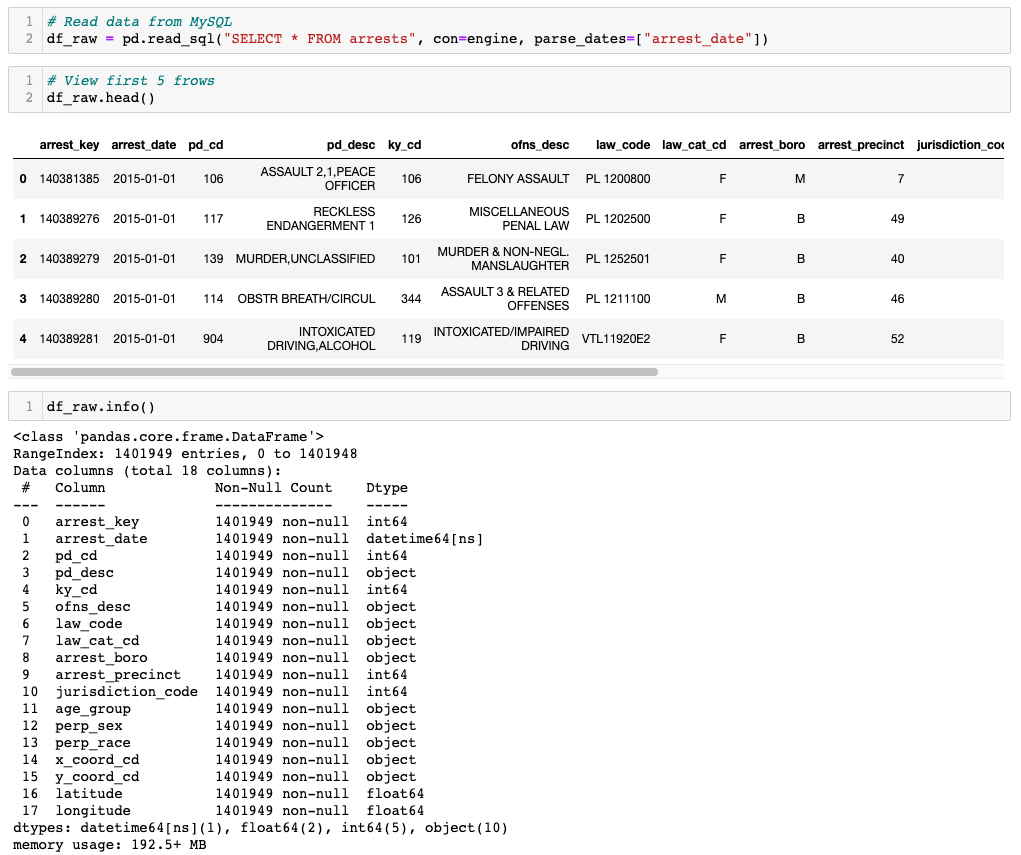 1 # Read data from MySQL
2 df_raw = pd.read_sql("SELECT * FROM arrests", con=engine, parse_dates=["arrest_date"])
1 # View first 5 frows
2 df_raw.head()
arrest_key arrest_date pd_cd pd_desc ky_cd ofns_desc law_code law_cat_cd arrest_boro arrest_precinct jurisdiction_co
0 140381385 2015-01-01 106 ASSAULT 2,1,PEACE OFFICER 106 FELONY ASSAULT PL 1200800 F M 7
1 140389276 2015-01-01 117 RECKLESS ENDANGERMENT 1 126 MISCELLANEOUS PENAL LAW PL 1202500 F B 49
2 140389279 2015-01-01 139 MURDER,UNCLASSIFIED 101 MURDER & NON-NEGL. MANSLAUGHTER PL 1252501 F B 40
3 140389280 2015-01-01 114 OBSTR BREATH/CIRCUL 344 ASSAULT 3 & RELATED OFFENSES PL 1211100 M B 46
4 140389281 2015-01-01 904 INTOXICATED DRIVING,ALCOHOL 119 INTOXICATED/IMPAIRED DRIVING VTL11920E2 F B 52
1 df_raw.info()
<class 'pandas.core.frame.DataFrame'>
RangeIndex: 1401949 entries, 0 to 1401948
Data columns (total 18 columns):
 #   Column             Non-Null Count    Dtype
---  ------             --------------    -----
 0   arrest_key         1401949 non-null  int64
 1   arrest_date        1401949 non-null  datetime64[ns]
 2   pd_cd              1401949 non-null  int64
 3   pd_desc            1401949 non-null  object
 4   ky_cd              1401949 non-null  int64
 5   ofns_desc          1401949 non-null  object
 6   law_code           1401949 non-null  object
 7   law_cat_cd         1401949 non-null  object
 8   arrest_boro        1401949 non-null  object
 9   arrest_precinct    1401949 non-null  int64
 10  jurisdiction_code  1401949 non-null  int64
 11  age_group          1401949 non-null  object
 12  perp_sex           1401949 non-null  object
 13  perp_race          1401949 non-null  object
 14  x_coord_cd         1401949 non-null  object
 15  y_coord_cd         1401949 non-null  object
 16  latitude           1401949 non-null  float64
 17  longitude          1401949 non-null  float64
dtypes: datetime64[ns](1), float64(2), int64(5), object(10)
memory usage: 192.5+ MB